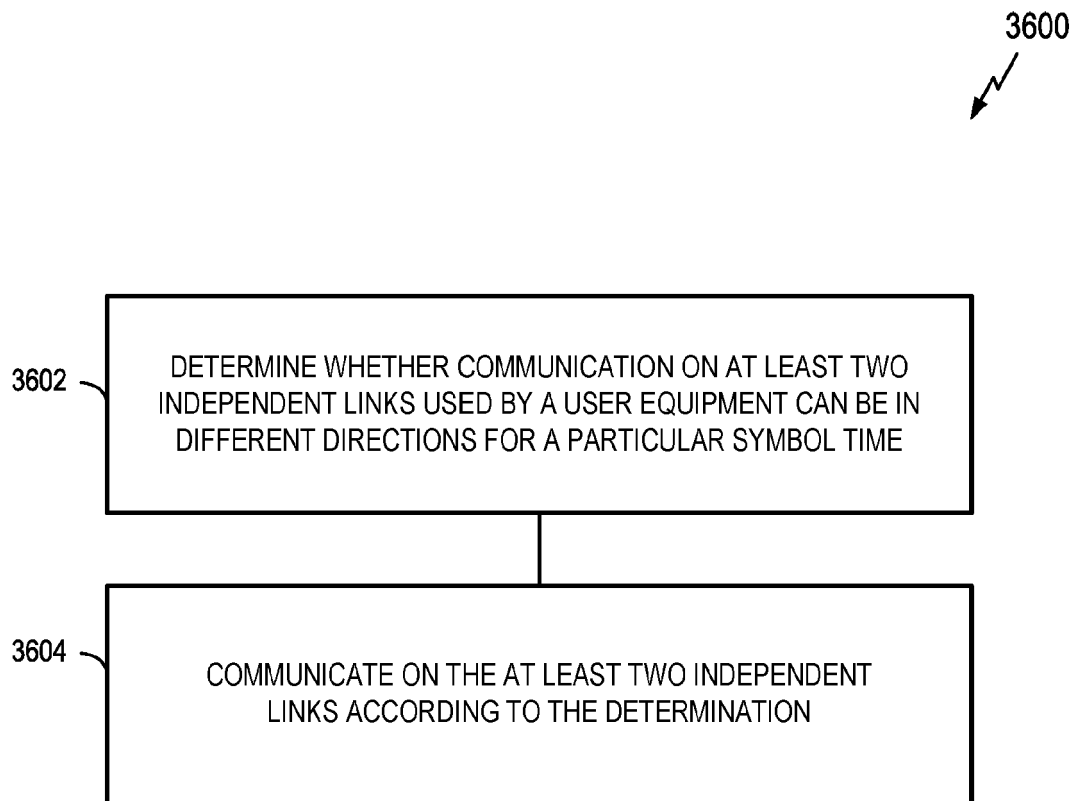 3600
3602
DETERMINE WHETHER COMMUNICATION ON AT LEAST TWO
INDEPENDENT LINKS USED BY A USER EQUIPMENT CAN BE IN
DIFFERENT DIRECTIONS FOR A PARTICULAR SYMBOL TIME
3604
COMMUNICATE ON THE AT LEAST TWO INDEPENDENT
LINKS ACCORDING TO THE DETERMINATION